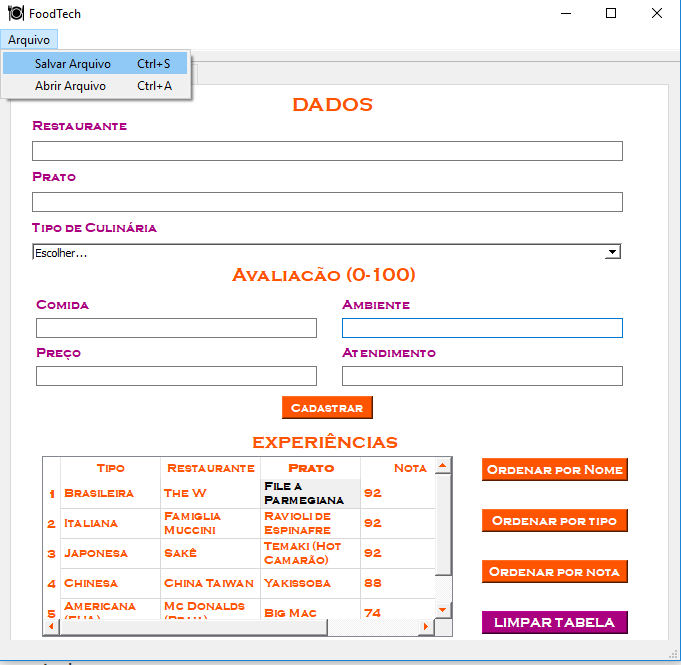 FoodTech
Arquivo
Salvar Arquivo Ctrl+S
Abrir Arquivo Ctrl+A
DADOS
Restaurante
Prato
Tipo de Culinária
Escolher...
Avaliacão (0-100)
Comida Ambiente
Preço Atendimento
Cadastrar
EXPERIÊNCIAS
Tipo Restaurante Prato Nota
1 Brasileira The W File a Parmegiana 92
2 Italiana Famiglia Muccini Ravioli de Espinafre 92
3 Japonesa Sakê Temaki (Hot Camarão) 92
4 Chinesa China Taiwan Yakissoba 88
5 Americana Mc Donalds Big Mac 74
Ordenar por Nome
Ordenar por tipo
Ordenar por nota
LIMPAR TABELA